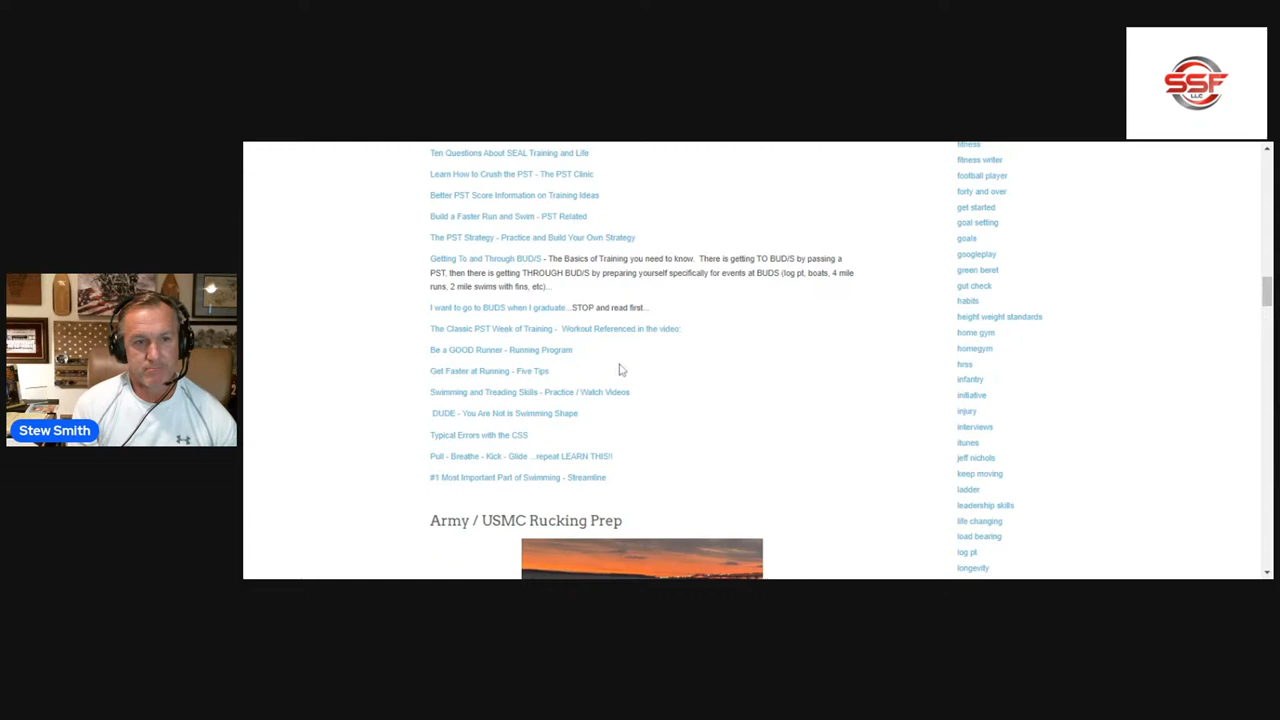 SSF
LLC
Ten Questions About SEAL Training and Life
Learn How to Crush the PST - The PST Clinic
Better PST Score Information on Training Ideas
Build a Faster Run and Swim - PST Related
The PST Strategy - Practice and Build Your Own Strategy
Getting To and Through BUD/S - The Basics of Training you need to know. There is getting TO BUD/S by passing a
PST, then there is getting THROUGH BUD/S by preparing yourself specifically for events at BUDS (log pt, boats, 4 mile
runs, 2 mile swims with fins, etc)...
I want to go to BUDS when I graduate...STOP and read first...
The Classic PST Week of Training - Workout Referenced in the video:
Be a GOOD Runner - Running Program
Get Faster at Running - Five Tips
Swimming and Treading Skills - Practice / Watch Videos
DUDE - You Are Not is Swimming Shape
Typical Errors with the CSS
Pull - Breathe - Kick - Glide ...repeat LEARN THIS!!
#1 Most Important Part of Swimming - Streamline
Army / USMC Rucking Prep
fitness
fitness writer
football player
forty and over
get started
goal setting
goals
googleplay
green beret
gut check
habits
height weight standards
home gym
homegym
hrss
infantry
initiative
injury
interviews
itunes
jeff nichols
keep moving
ladder
leadership skills
life changing
load bearing
log pt
longevity
Stew Smith